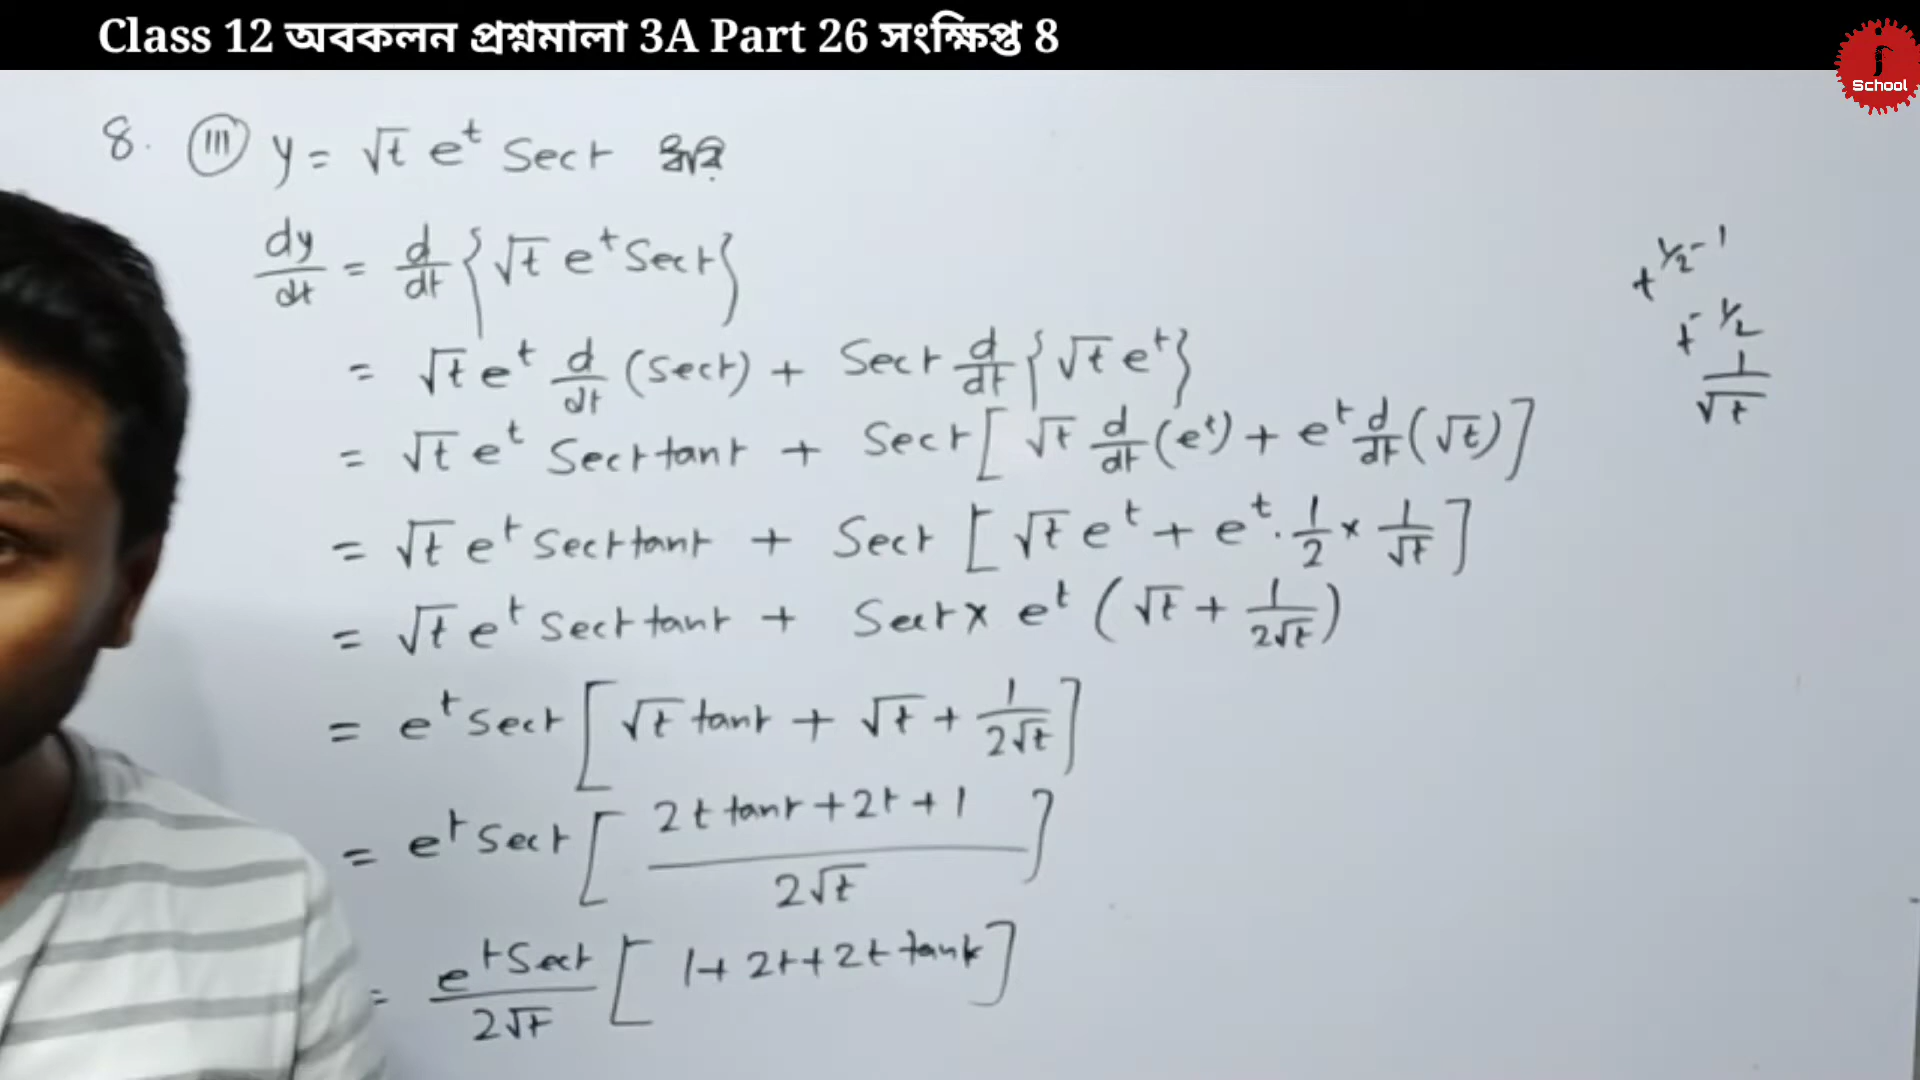 Class 12 অবকলন প্রশ্নমালা 3A Part 26 সংক্ষিপ্ত 8
School
8. (iii) y = √t e^t Sect
dy/dt = d/dt {√t e^t Sect}
= √t e^t d/dt (Sect) + Sect d/dt {√t e^t}
= √t e^t Sect tant + Sect [√t d/dt (e^t) + e^t d/dt (√t)]
= √t e^t Sect tant + Sect [√t e^t + e^t · 1/2 × 1/√t]
= √t e^t Sect tant + Sect × e^t (√t + 1/2√t)
= e^t Sect [√t tant + √t + 1/2√t]
= e^t Sect [2t tant + 2t + 1 / 2√t]
= e^t Sect / 2√t [1 + 2t + 2t tant]
t^1/2 - 1
t^-1/2
1/√t